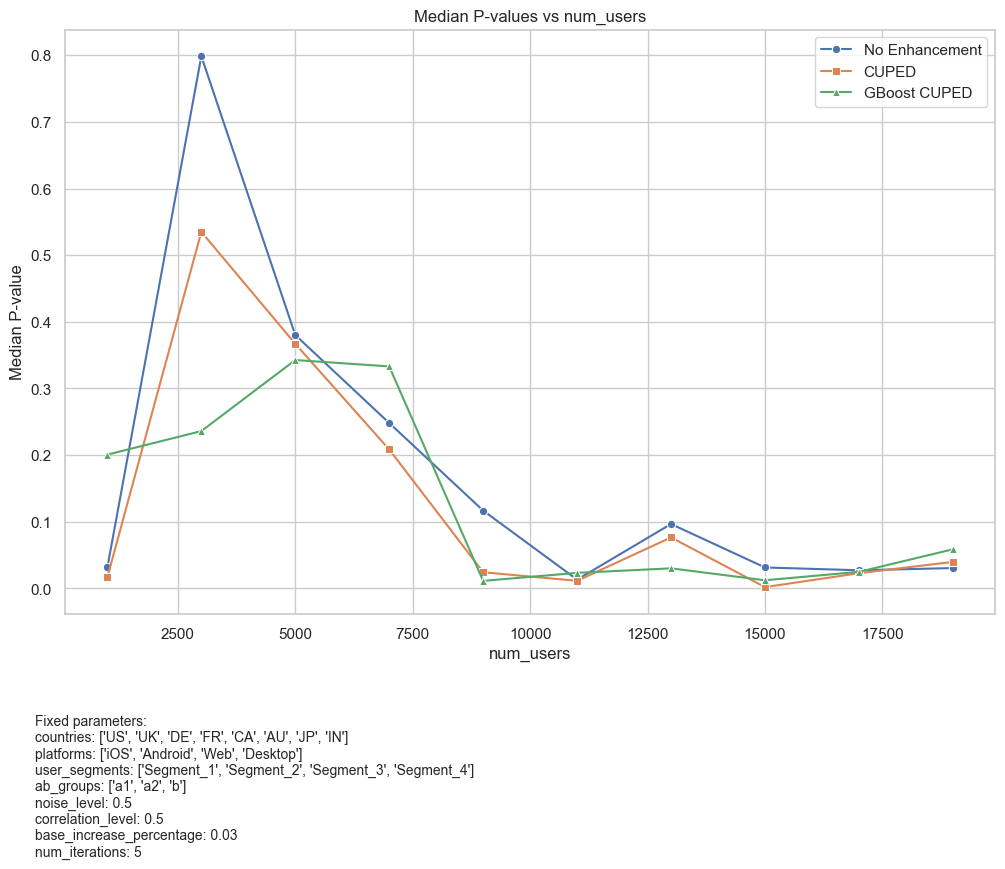 Median P-values vs num_users
No Enhancement
CUPED
GBoost CUPED
Median P-value
0.8
0.7
0.6
0.5
0.4
0.3
0.2
0.1
0.0
2500 5000 7500 10000 12500 15000 17500
num_users
Fixed parameters:
countries: ['US', 'UK', 'DE', 'FR', 'CA', 'AU', 'JP', 'IN']
platforms: ['iOS', 'Android', 'Web', 'Desktop']
user_segments: ['Segment_1', 'Segment_2', 'Segment_3', 'Segment_4']
ab_groups: ['a1', 'a2', 'b']
noise_level: 0.5
correlation_level: 0.5
base_increase_percentage: 0.03
num_iterations: 5